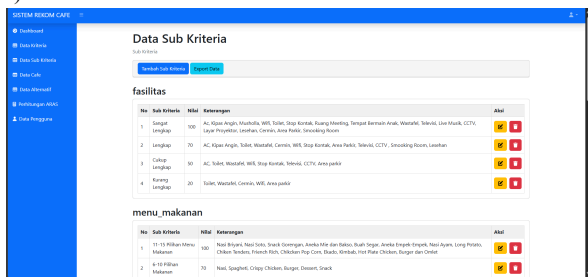 SISTEM REKOM CAFE
Dashboard
Data Kriteria
Data Sub Kriteria
Data Cafe
Data Alternatif
Perhitungan ARAS
Data Pengguna
Data Sub Kriteria
Sub Kriteria
Tambah Sub Kriteria Export Data
fasilitas
No Sub Kriteria Nilai Keterangan Aksi
1 Sangat Lengkap 100 Ac, Kipas Angin, Musholla, Wifi, Toilet, Stop Kontak, Ruang Meeting, Tempat Bermain Anak, Wastafel, Televisi, Live Musik, CCTV,
Layar Proyektor, Lesehan, Cermin, Area Parkir, Smooking Room
2 Lengkap 70 AC, Kipas Angin, Toilet, Wastafel, Cermin, Wifi, Stop Kontak, Area Parkir, Televisi, CCTV , Smooking Room, Lesehan
3 Cukup Lengkap 50 AC, Toilet, Wastafel, Wifi, Stop Kontak, Televisi, CCTV, Area parkir
4 Kurang Lengkap 20 Toilet, Wastafel, Cermin, Wifi, Area parkir
menu_makanan
No Sub Kriteria Nilai Keterangan Aksi
1 11-15 Pilihan Menu Makanan 100 Nasi Briyani, Nasi Soto, Snack Gorengan, Aneka Mie dan Bakso, Buah Segar, Aneka Empek-Empek, Nasi Ayam, Long Potato,
Chiken Tenders, Friench Rich, Chikcken Pop Corn, Ekado, Kimbab, Hot Plate Chicken, Burger dan Omlet
2 6-10 Pilihan Makanan 70 Nasi, Spagheti, Crispy Chicken, Burger, Dessert, Snack